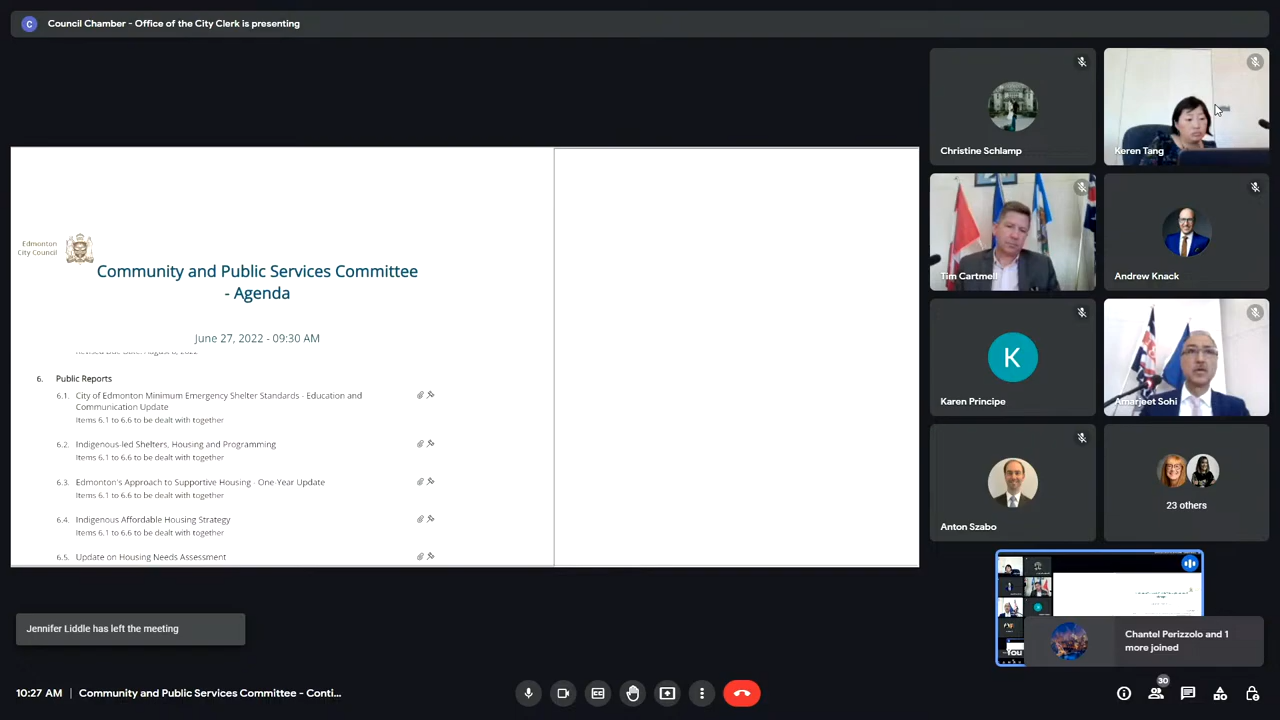 C
Council Chamber - Office of the City Clerk is presenting
Edmonton
City Council
Community and Public Services Committee
- Agenda
June 27, 2022 - 09:30 AM
6. Public Reports
6.1. City of Edmonton Minimum Emergency Shelter Standards - Education and
Communication Update
Items 6.1 to 6.6 to be dealt with together
6.2. Indigenous-led Shelters, Housing and Programming
Items 6.1 to 6.6 to be dealt with together
6.3. Edmonton's Approach to Supportive Housing - One-Year Update
Items 6.1 to 6.6 to be dealt with together
6.4. Indigenous Affordable Housing Strategy
Items 6.1 to 6.6 to be dealt with together
6.5. Update on Housing Needs Assessment
Christine Schlamp
Keren Tang
Tim Cartmell
Andrew Knack
K
Karen Principe
Amarjeet Sohi
Anton Szabo
23 others
You
Chantel Perizzolo and 1
more joined
Jennifer Liddle has left the meeting
10:27 AM | Community and Public Services Committee - Conti...
30